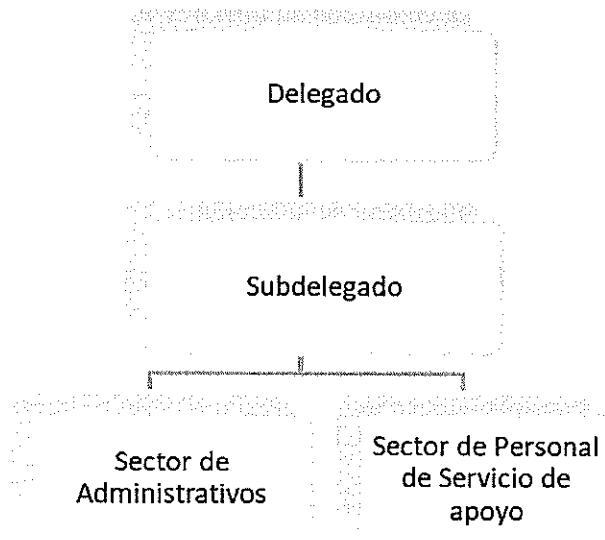 Delegado
Subdelegado
Sector de
Administrativos
Sector de Personal
de Servicio de
apoyo